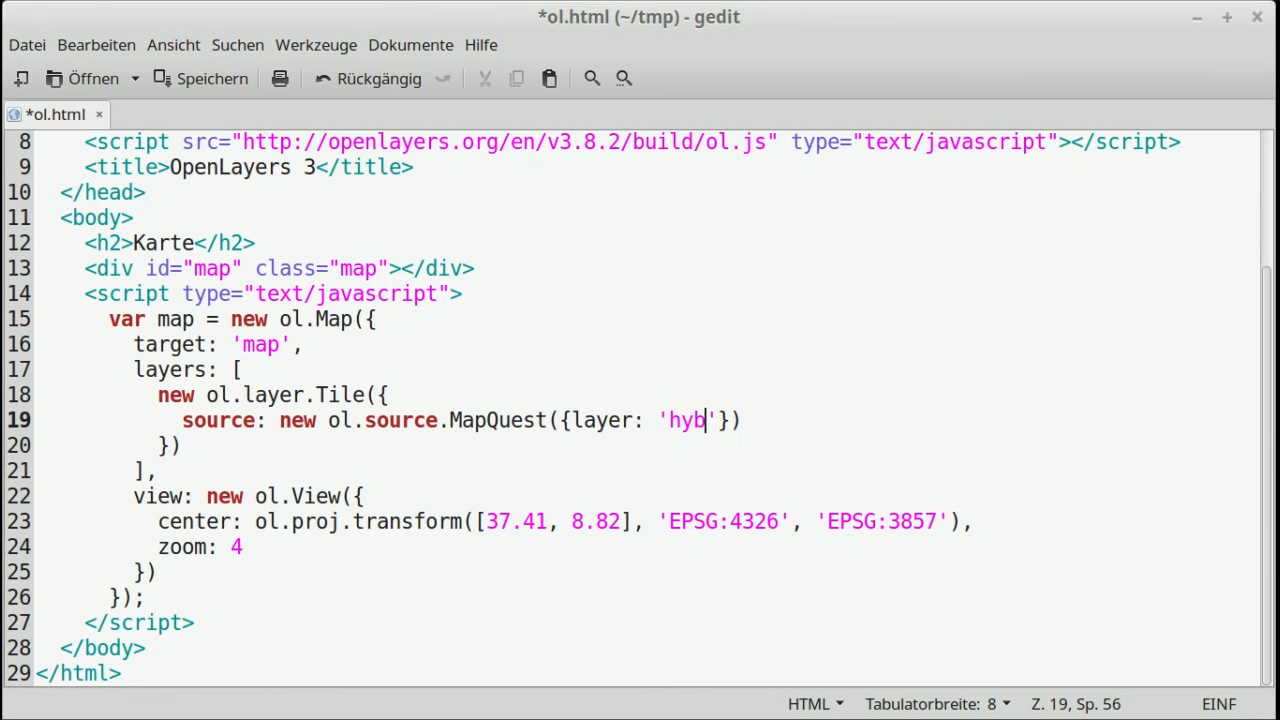 *ol.html (~/tmp) - gedit
Datei Bearbeiten Ansicht Suchen Werkzeuge Dokumente Hilfe
Öffnen Speichern Rückgängig
*ol.html ×
8 <script src="http://openlayers.org/en/v3.8.2/build/ol.js" type="text/javascript"></script>
9 <title>OpenLayers 3</title>
10 </head>
11 <body>
12 <h2>Karte</h2>
13 <div id="map" class="map"></div>
14 <script type="text/javascript">
15 var map = new ol.Map({
16 target: 'map',
17 layers: [
18 new ol.layer.Tile({
19 source: new ol.source.MapQuest({layer: 'hyb'})
20 })
21 ],
22 view: new ol.View({
23 center: ol.proj.transform([37.41, 8.82], 'EPSG:4326', 'EPSG:3857'),
24 zoom: 4
25 })
26 });
27 </script>
28 </body>
29 </html>
HTML Tabulatorbreite: 8 Z. 19, Sp. 56 EINF